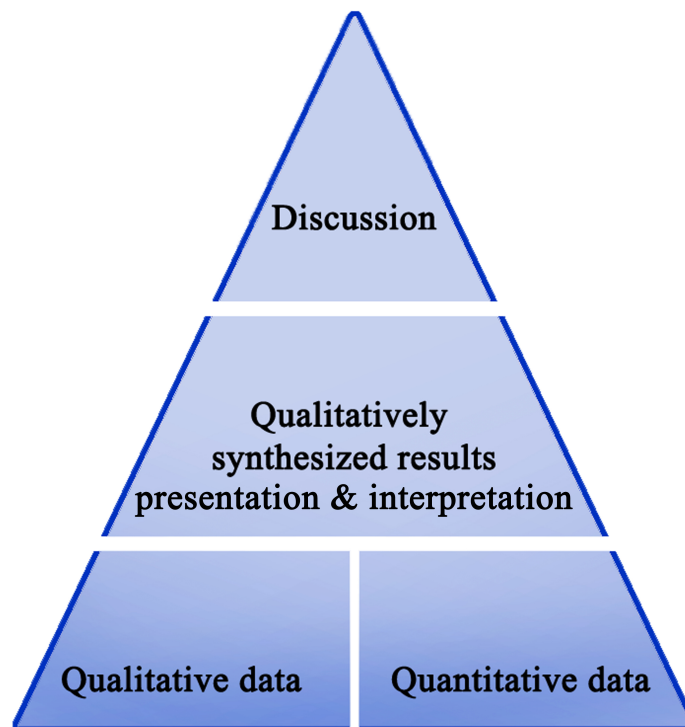 Discussion
Qualitatively
synthesized results
presentation & interpretation
Qualitative data
Quantitative data